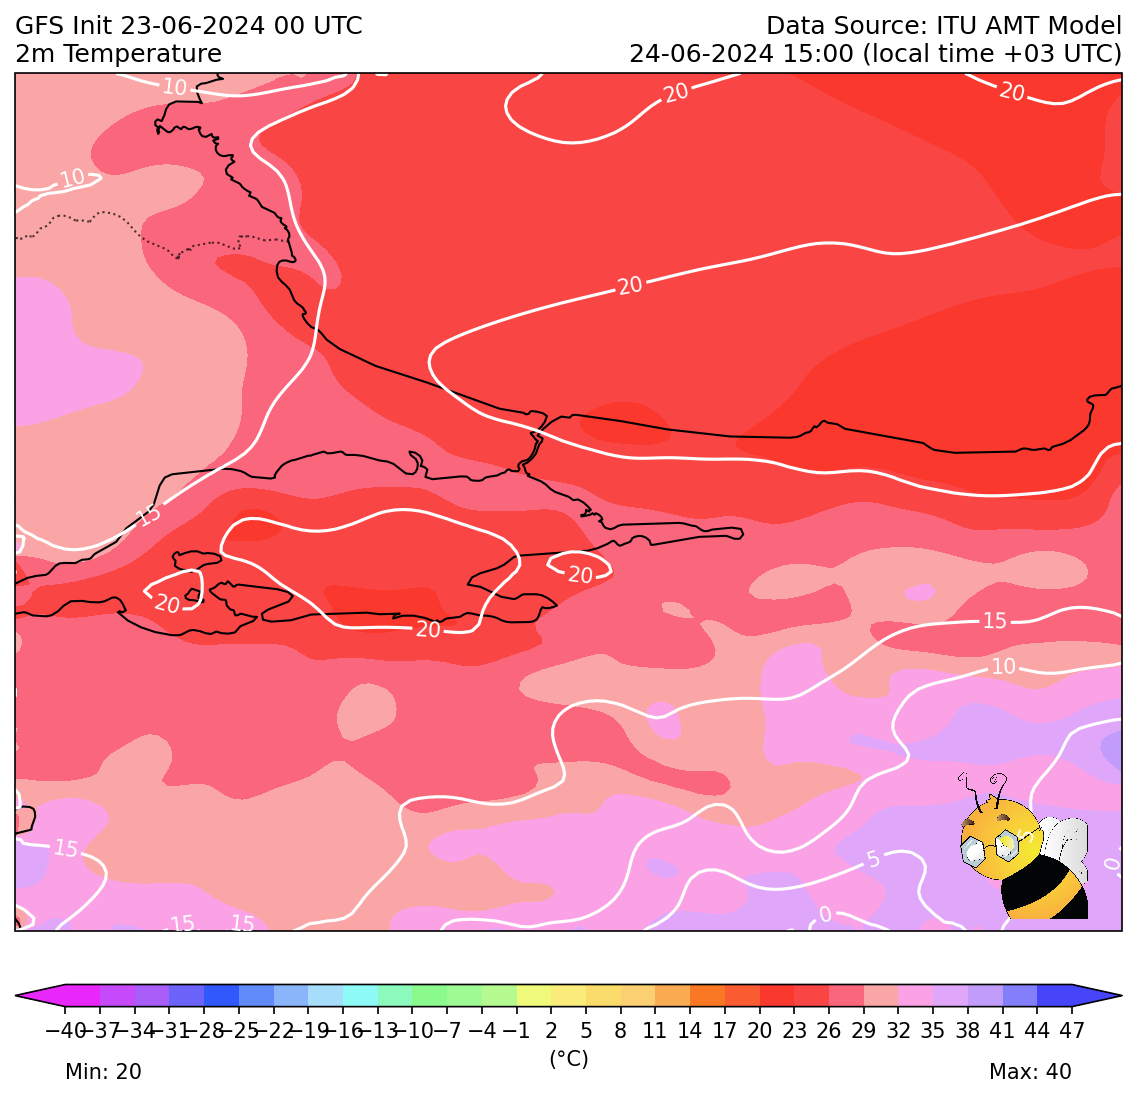 GFS Init 23-06-2024 00 UTC
Data Source: ITU AMT Model
2m Temperature
24-06-2024 15:00 (local time +03 UTC)
10
20
20
10
20
15
20
20
20
15
10
15
5
5
0
15
15
0
−40 −37 −34 −31 −28 −25 −22 −19 −16 −13 −10 −7 −4 −1 2 5 8 11 14 17 20 23 26 29 32 35 38 41 44 47
(°C)
Min: 20
Max: 40